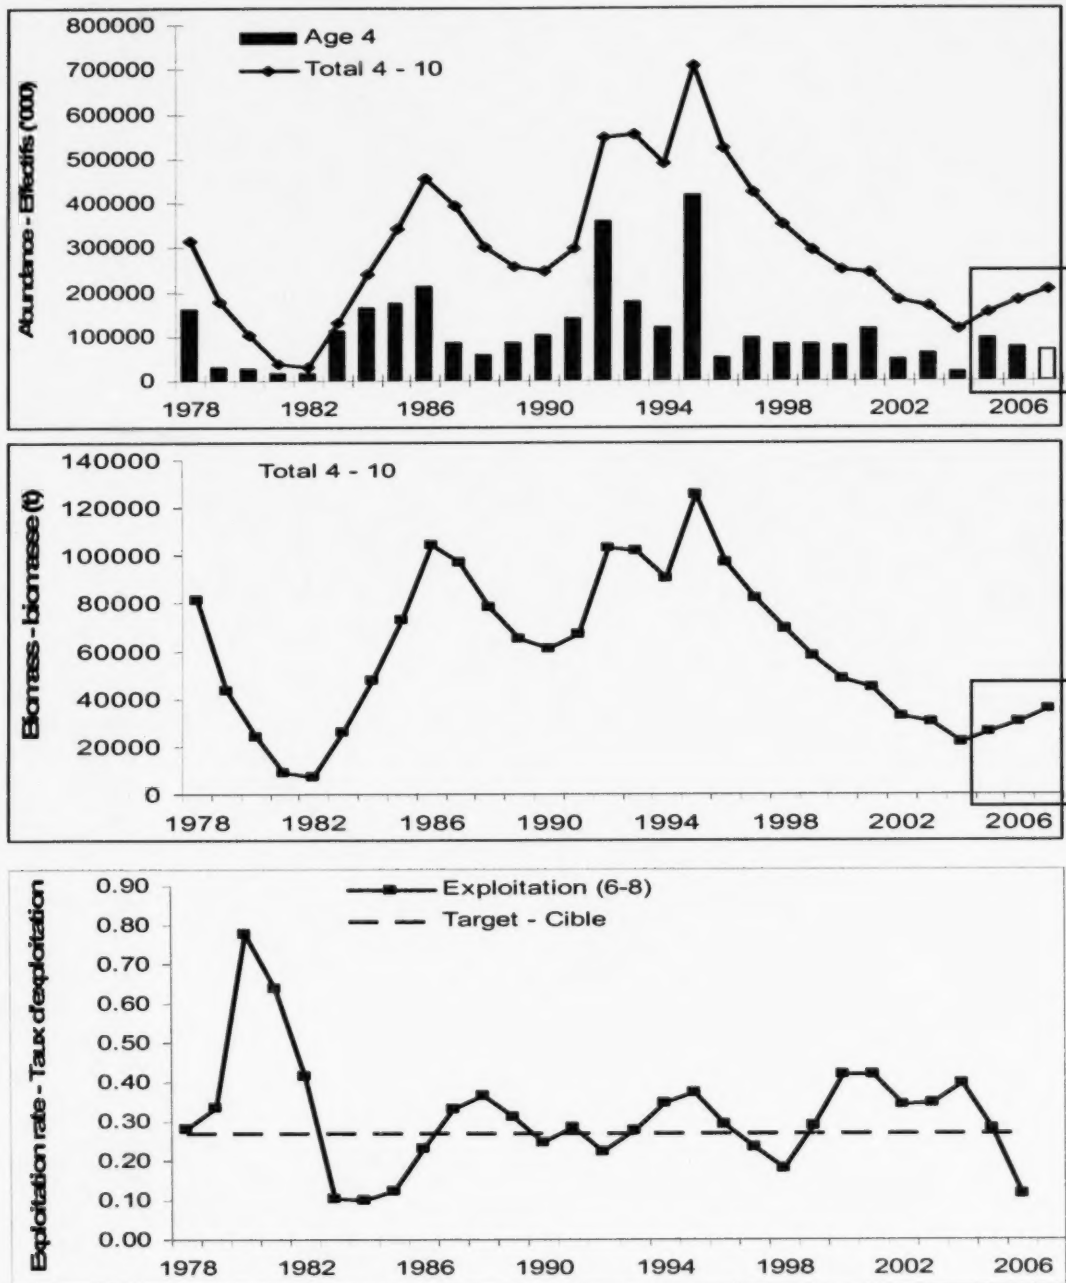 Abundance - Effectifs ('000)
800000
700000
600000
500000
400000
300000
200000
100000
0
Age 4
Total 4 - 10
1978 1982 1986 1990 1994 1998 2002 2006
Biomass - biomasse (t)
140000
120000
100000
80000
60000
40000
20000
0
Total 4 - 10
1978 1982 1986 1990 1994 1998 2002 2006
Exploitation rate - Taux d'exploitation
0.90
0.80
0.70
0.60
0.50
0.40
0.30
0.20
0.10
0.00
Exploitation (6-8)
Target - Cible
1978 1982 1986 1990 1994 1998 2002 2006